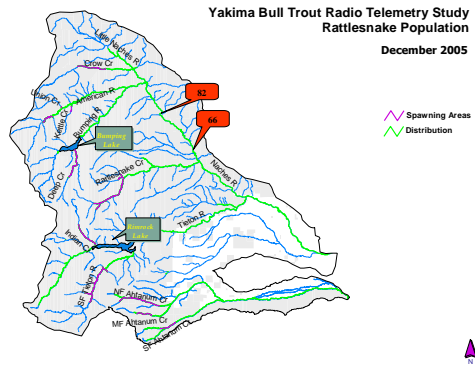 Yakima Bull Trout Radio Telemetry Study
Rattlesnake Population
December 2005
Little Naches R
Crow Cr
American R
Union Cr
Kettle Cr
Bumping R
82
66
Spawning Areas
Distribution
Bumping
Lake
Rattlesnake Cr
Naches R
Deep Cr
Tieton R
Rimrock
Lake
Indian Cr
SF Tieton R
NF Ahtanum Cr
MF Ahtanum Cr
SF Ahtanum Cr
N